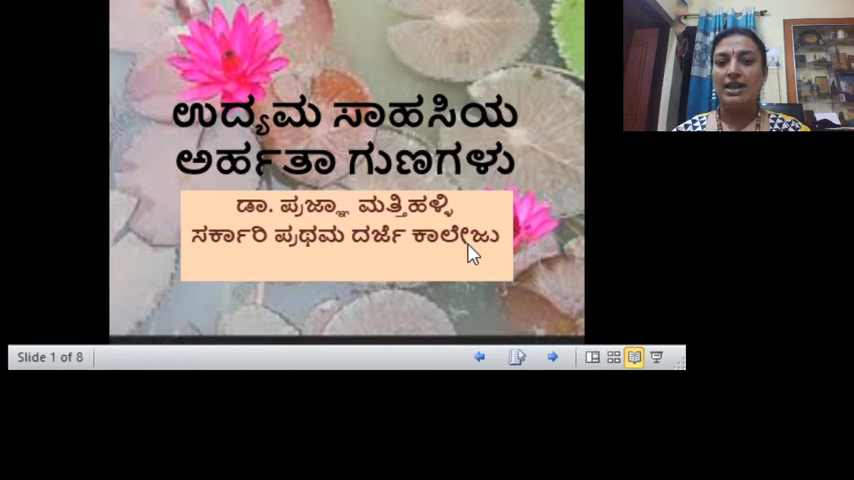 ಉದ್ಯಮ ಸಾಹಸಿಯ
ಅರ್ಹತಾ ಗುಣಗಳು
ಡಾ. ಪ್ರಜ್ಞಾ ಮತ್ತಿಹಳ್ಳಿ
ಸರ್ಕಾರಿ ಪ್ರಥಮ ದರ್ಜೆ ಕಾಲೇಜು
Slide 1 of 8